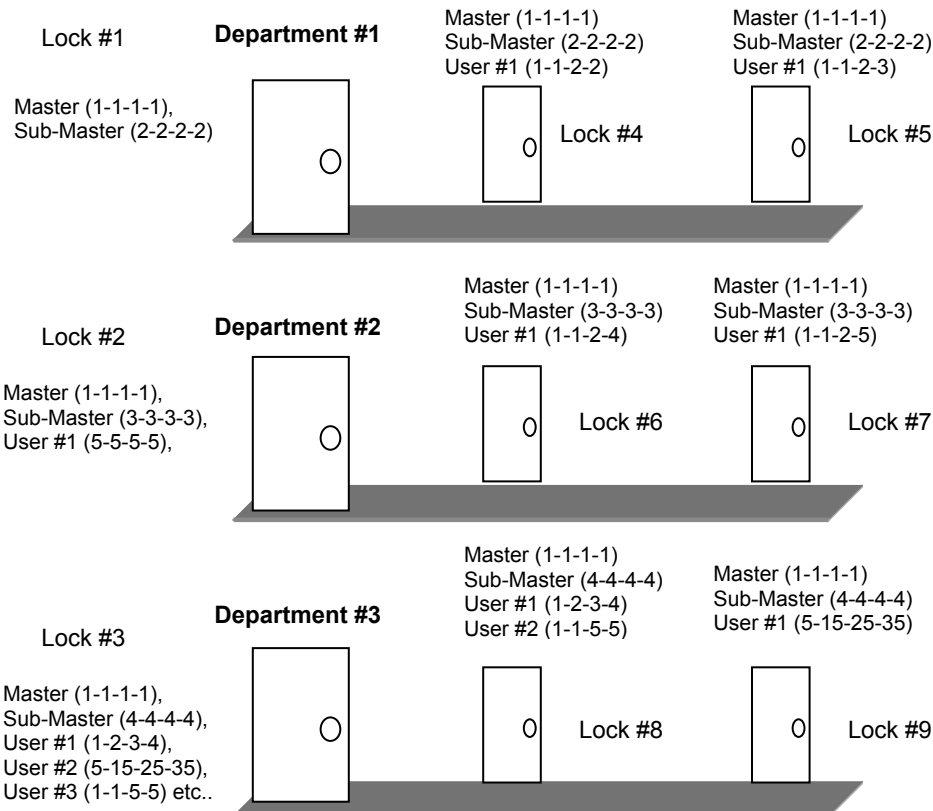 Lock #1
Department #1
Master (1-1-1-1),
Sub-Master (2-2-2-2)
Master (1-1-1-1)
Sub-Master (2-2-2-2)
User #1 (1-1-2-2)
Lock #4
Master (1-1-1-1)
Sub-Master (2-2-2-2)
User #1 (1-1-2-3)
Lock #5
Lock #2
Department #2
Master (1-1-1-1),
Sub-Master (3-3-3-3),
User #1 (5-5-5-5),
Master (1-1-1-1)
Sub-Master (3-3-3-3)
User #1 (1-1-2-4)
Lock #6
Master (1-1-1-1)
Sub-Master (3-3-3-3)
User #1 (1-1-2-5)
Lock #7
Lock #3
Department #3
Master (1-1-1-1),
Sub-Master (4-4-4-4),
User #1 (1-2-3-4),
User #2 (5-15-25-35),
User #3 (1-1-5-5) etc..
Master (1-1-1-1)
Sub-Master (4-4-4-4)
User #1 (1-2-3-4)
User #2 (1-1-5-5)
Lock #8
Master (1-1-1-1)
Sub-Master (4-4-4-4)
User #1 (5-15-25-35)
Lock #9